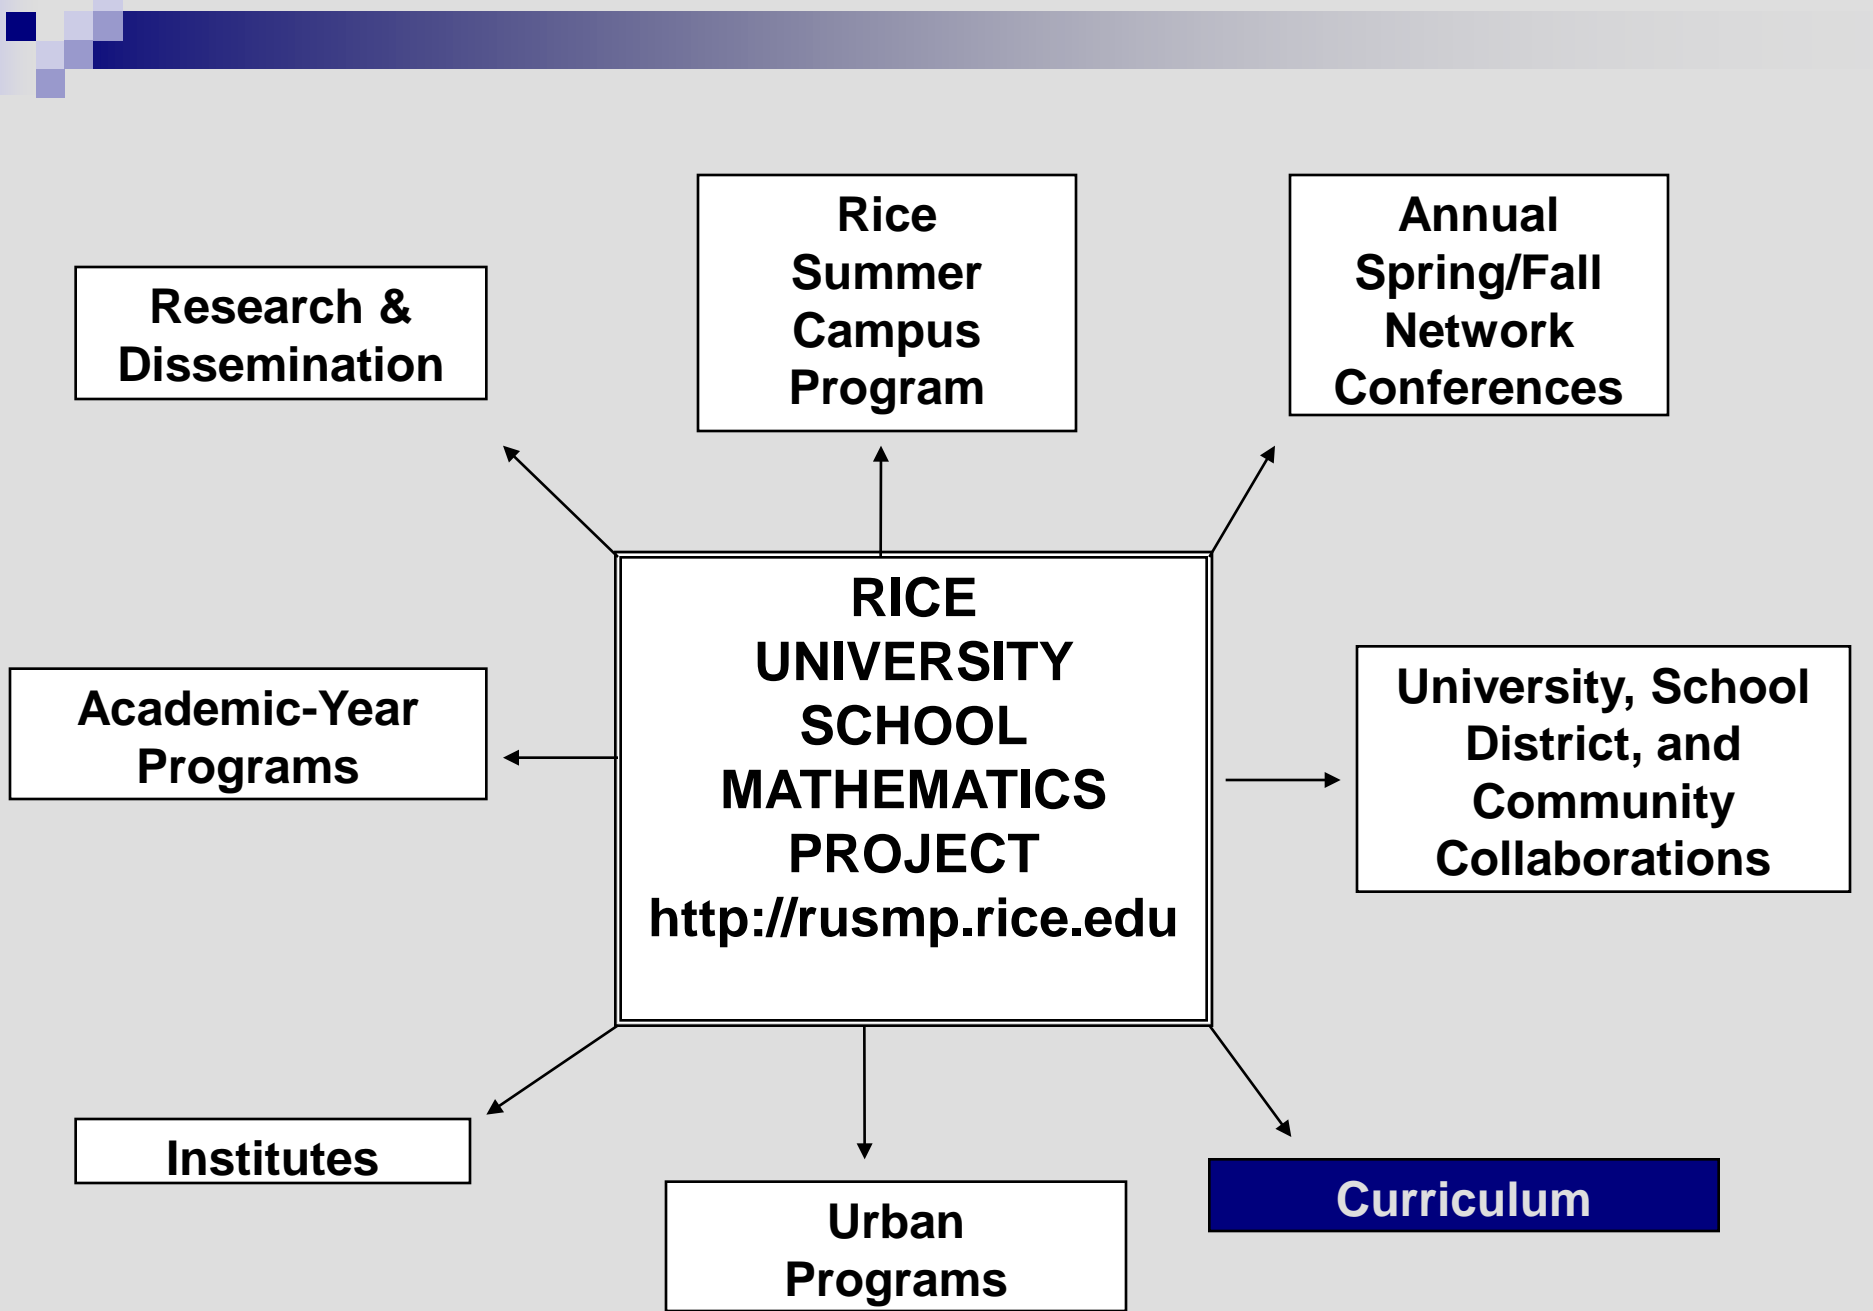 Rice
Summer
Campus
Program
Annual
Spring/Fall
Network
Conferences
Research &
Dissemination
RICE
UNIVERSITY
SCHOOL
MATHEMATICS
PROJECT
http://rusmp.rice.edu
Academic-Year
Programs
University, School
District, and
Community
Collaborations
Institutes
Urban
Programs
Curriculum